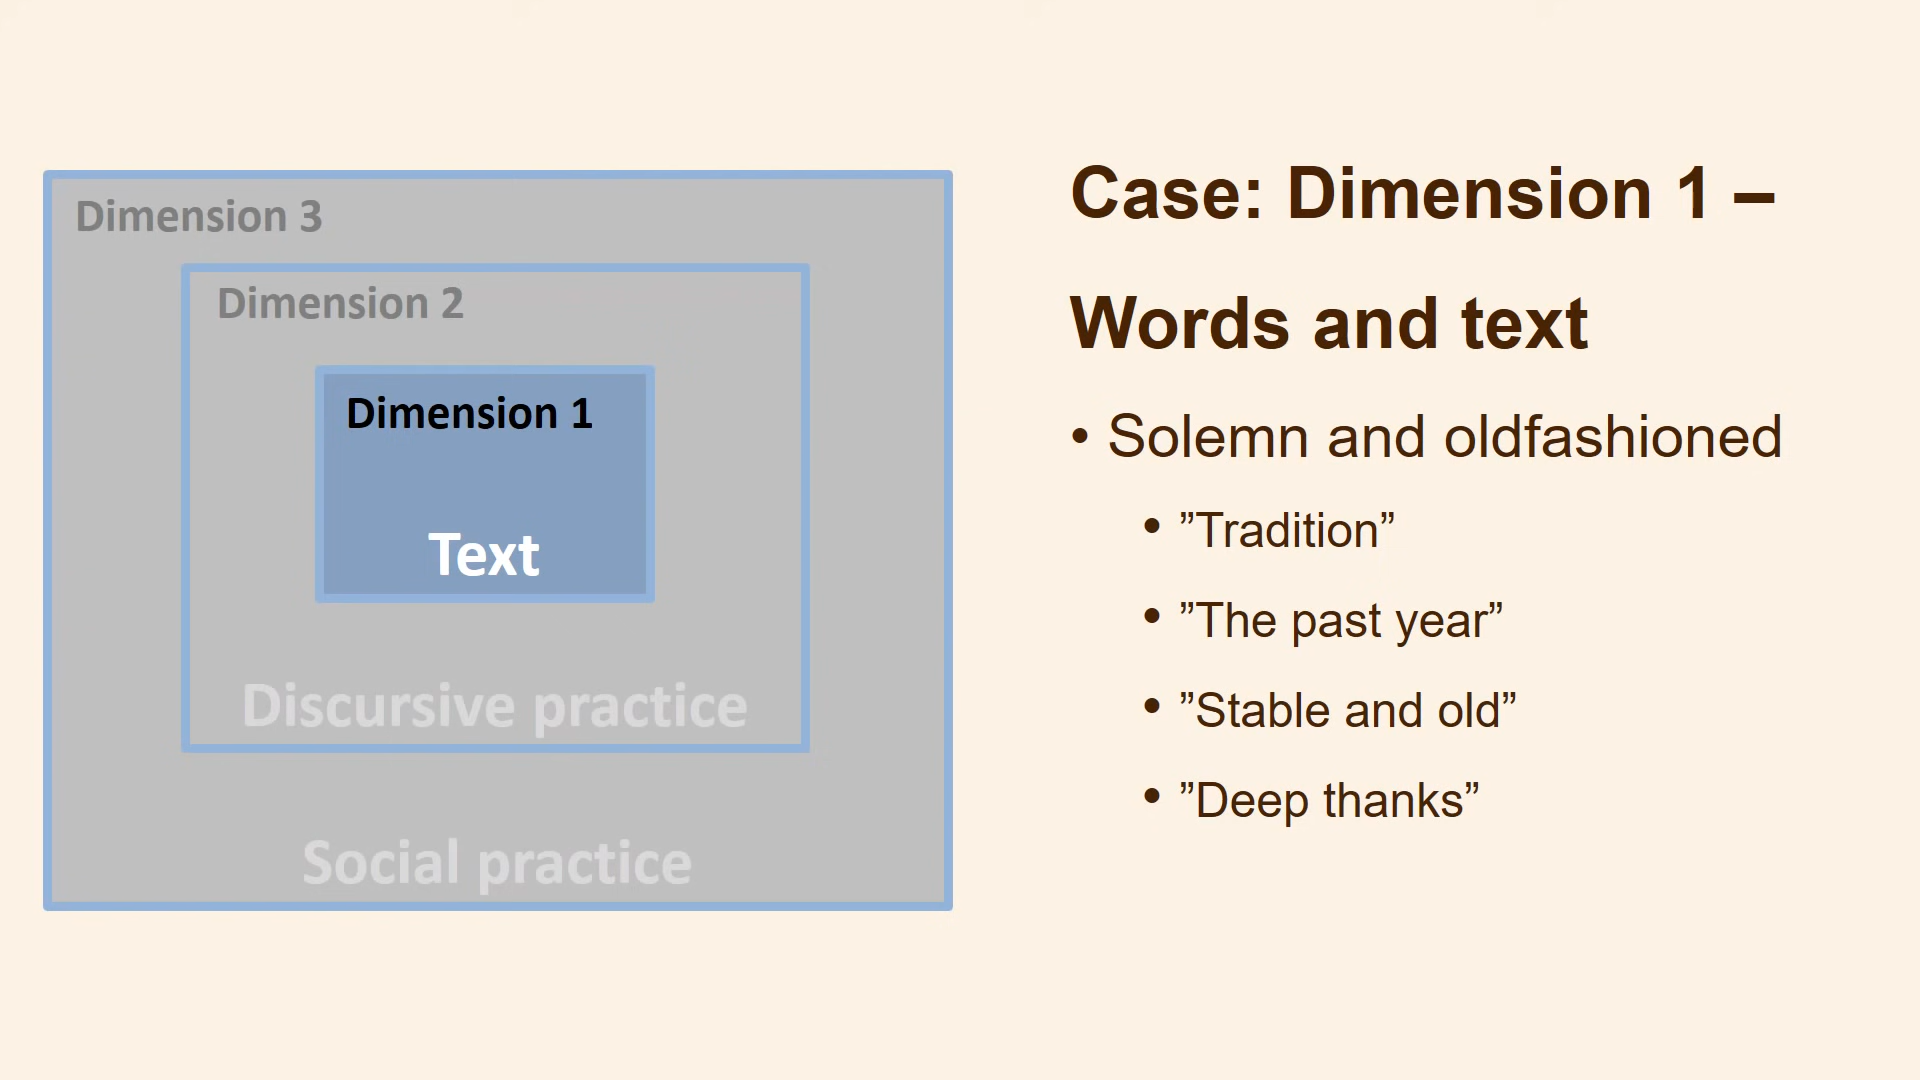 Dimension 3
Dimension 2
Dimension 1
Text
Discursive practice
Social practice
Case: Dimension 1 –
Words and text
• Solemn and oldfashioned
• ”Tradition”
• ”The past year”
• ”Stable and old”
• ”Deep thanks”